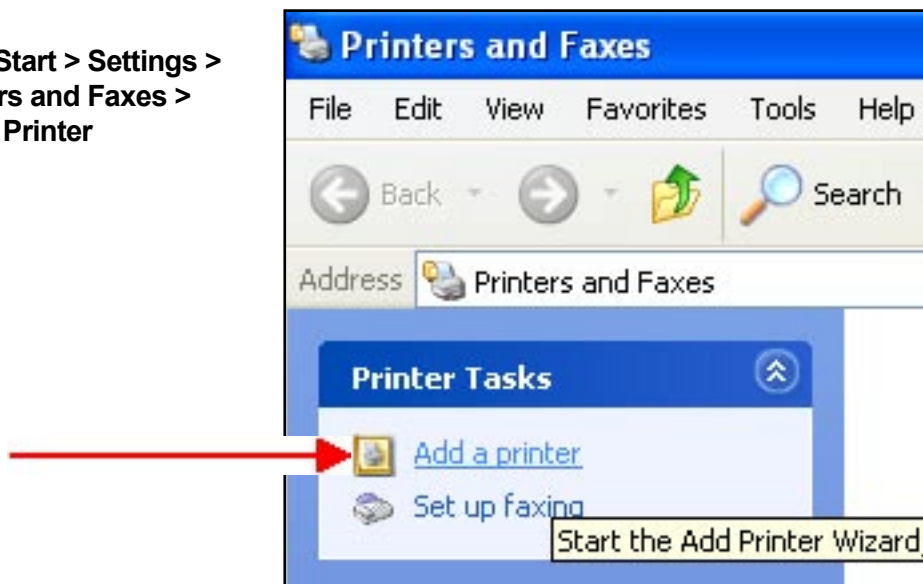 Start > Settings >
rs and Faxes >
Printer
Printers and Faxes
File Edit View Favorites Tools Help
Back Search
Address Printers and Faxes
Printer Tasks
Add a printer
Set up faxing
Start the Add Printer Wizard